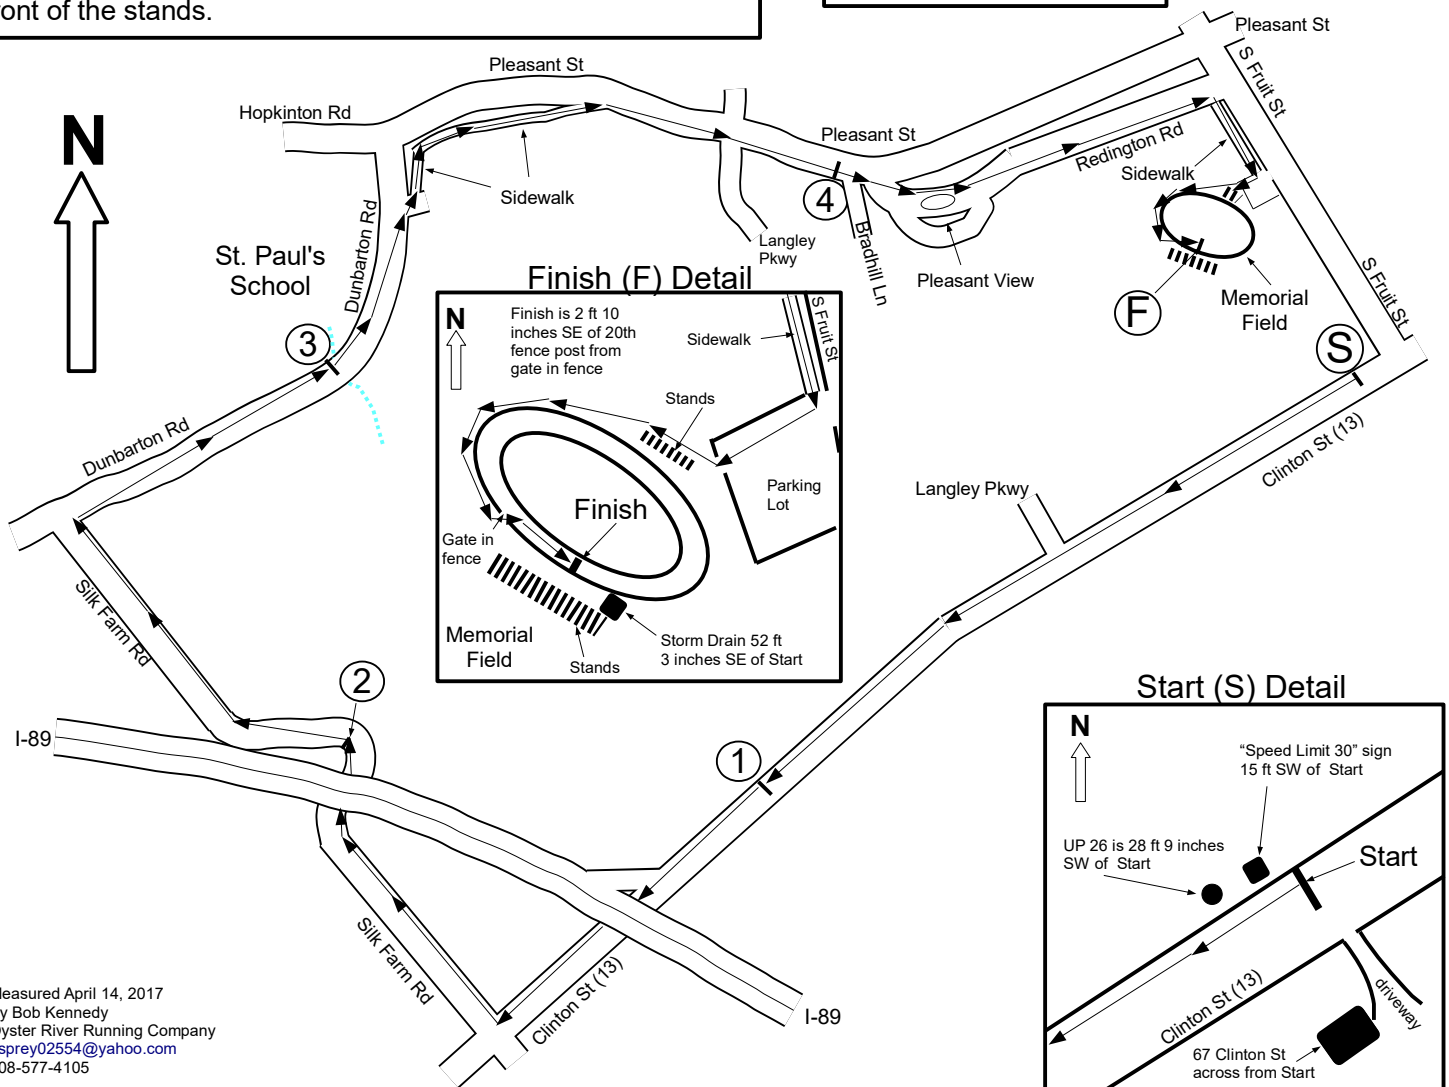 ront of the stands.
Pleasant St
S Fruit St
Pleasant St
Hopkinton Rd
N
Pleasant St
Redington Rd
Sidewalk
Sidewalk
4
Dunbarton Rd
St. Paul's
School
Langley
Pkwy
Bradhill Ln
Pleasant View
F
Memorial
Field
S Fruit St
S
3
Dunbarton Rd
Clinton St (13)
Langley Pkwy
Finish (F) Detail
N
Finish is 2 ft 10
inches SE of 20th
fence post from
gate in fence
Sidewalk
S Fruit St
Stands
Parking
Lot
Finish
Gate in
fence
Memorial
Field
Stands
Storm Drain 52 ft
3 inches SE of Start
Silk Farm Rd
2
I-89
1
Silk Farm Rd
Clinton St (13)
I-89
Start (S) Detail
N
“Speed Limit 30” sign
15 ft SW of Start
UP 26 is 28 ft 9 inches
SW of Start
Start
Clinton St (13)
driveway
67 Clinton St
across from Start
easured April 14, 2017
y Bob Kennedy
yster River Running Company
sprey02554@yahoo.com
08-577-4105